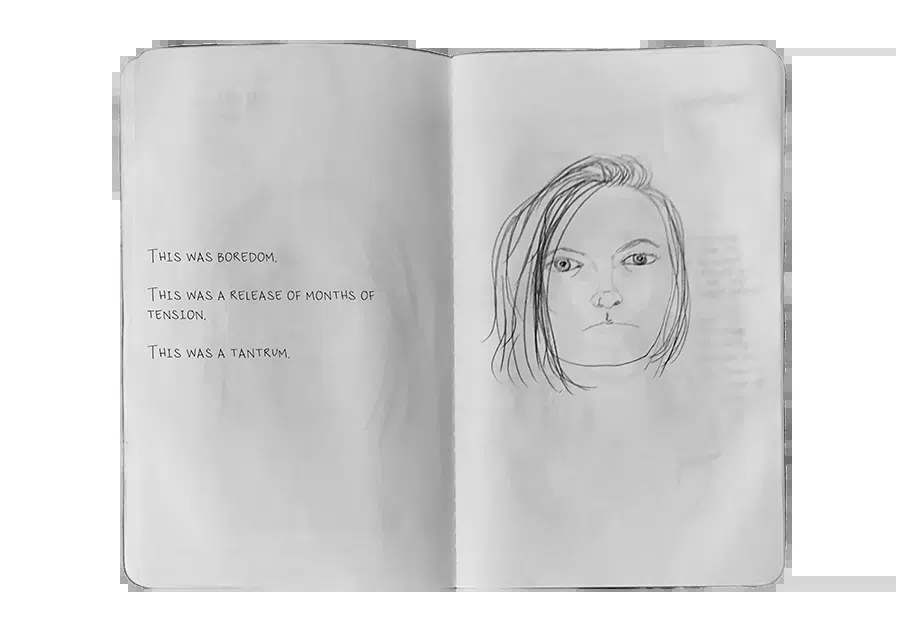 THIS WAS BOREDOM.
THIS WAS A RELEASE OF MONTHS OF
TENSION.
THIS WAS A TANTRUM.